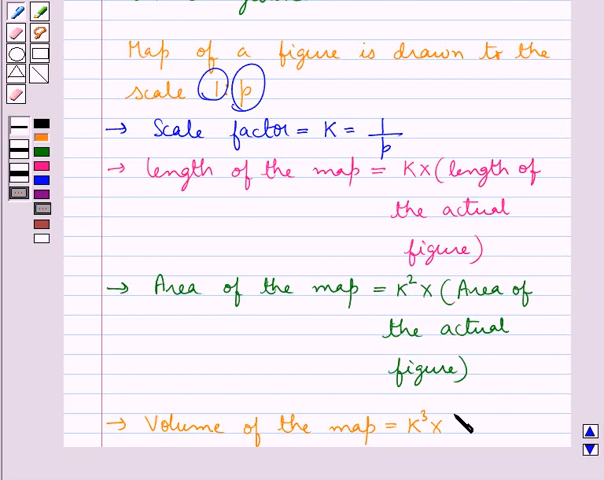 Map of a figure is drawn to the
scale 1:p
→ Scale factor = K = 1/p
→ length of the map = K×(length of
the actual
figure)
→ Area of the map = K²×(Area of
the actual
figure)
→ Volume of the map = K³×